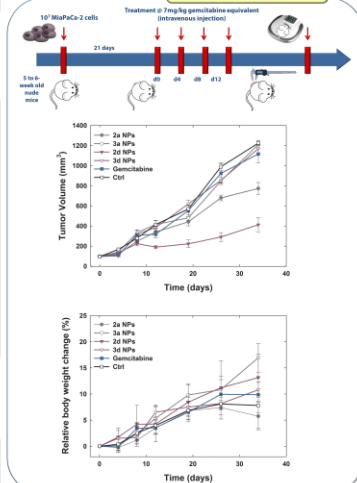 10⁷ MiaPaCa-2 cells
Treatment @ 7mg/kg gemcitabine equivalent
(intravenous injection)
21 days
5 to 6-
week old
nude
mice
d0
d4
d8
d12
1400
1200
1000
800
600
400
200
0
Tumor Volume (mm³)
2a NPs
3a NPs
2d NPs
3d NPs
Gemcitabine
Ctrl
0
10
20
30
40
Time (days)
25
20
15
10
5
0
Relative body weight change (%)
2a NPs
3a NPs
2d NPs
3d NPs
Gemcitabine
Ctrl
0
10
20
30
40
Time (days)